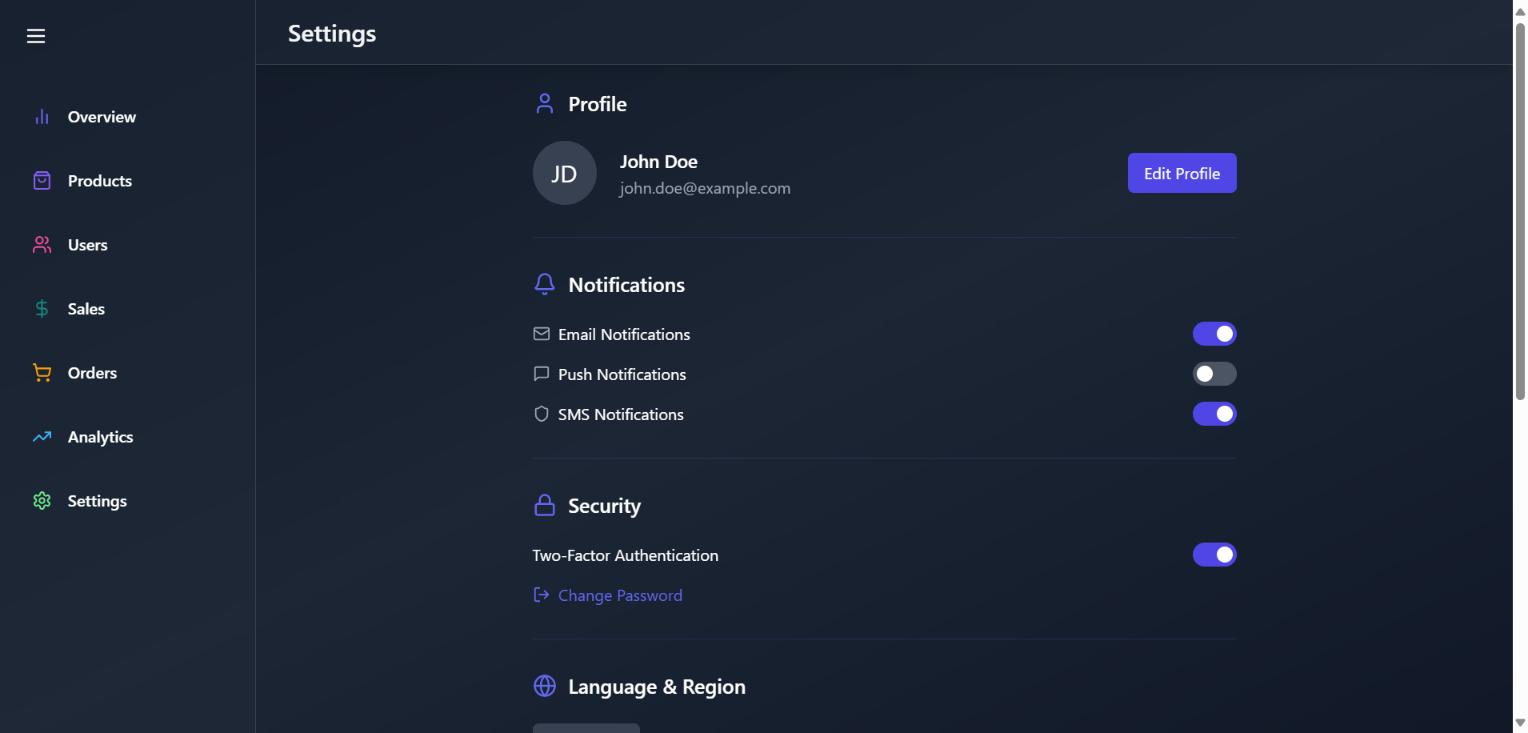 Settings
Overview
Products
Users
Sales
Orders
Analytics
Settings
Profile
JD
John Doe
john.doe@example.com
Edit Profile
Notifications
Email Notifications
Push Notifications
SMS Notifications
Security
Two-Factor Authentication
Change Password
Language & Region